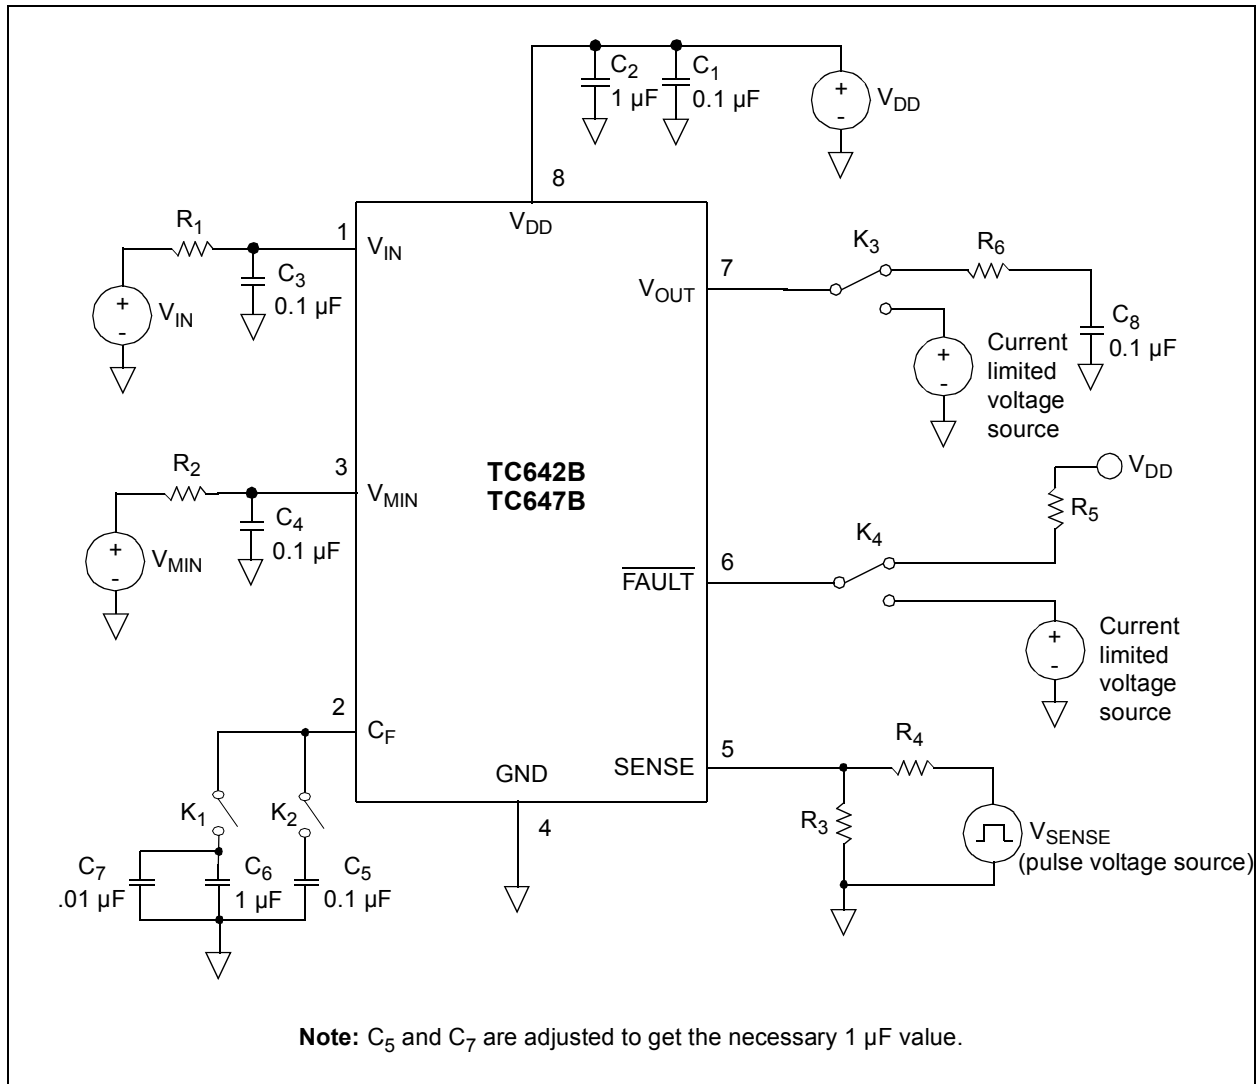 C2
1 µF
C1
0.1 µF
+
-
VDD
8
VDD
R1
1
VIN
C3
0.1 µF
+
-
VIN
7
VOUT
K3
R6
C8
0.1 µF
+
-
Current
limited
voltage
source
R2
3
VMIN
C4
0.1 µF
+
-
VMIN
TC642B
TC647B
VDD
R5
K4
6
FAULT
+
-
Current
limited
voltage
source
2
CF
K1
K2
C7
.01 µF
C6
1 µF
C5
0.1 µF
GND
4
SENSE
5
R4
R3
VSENSE
(pulse voltage source)
Note: C5 and C7 are adjusted to get the necessary 1 µF value.